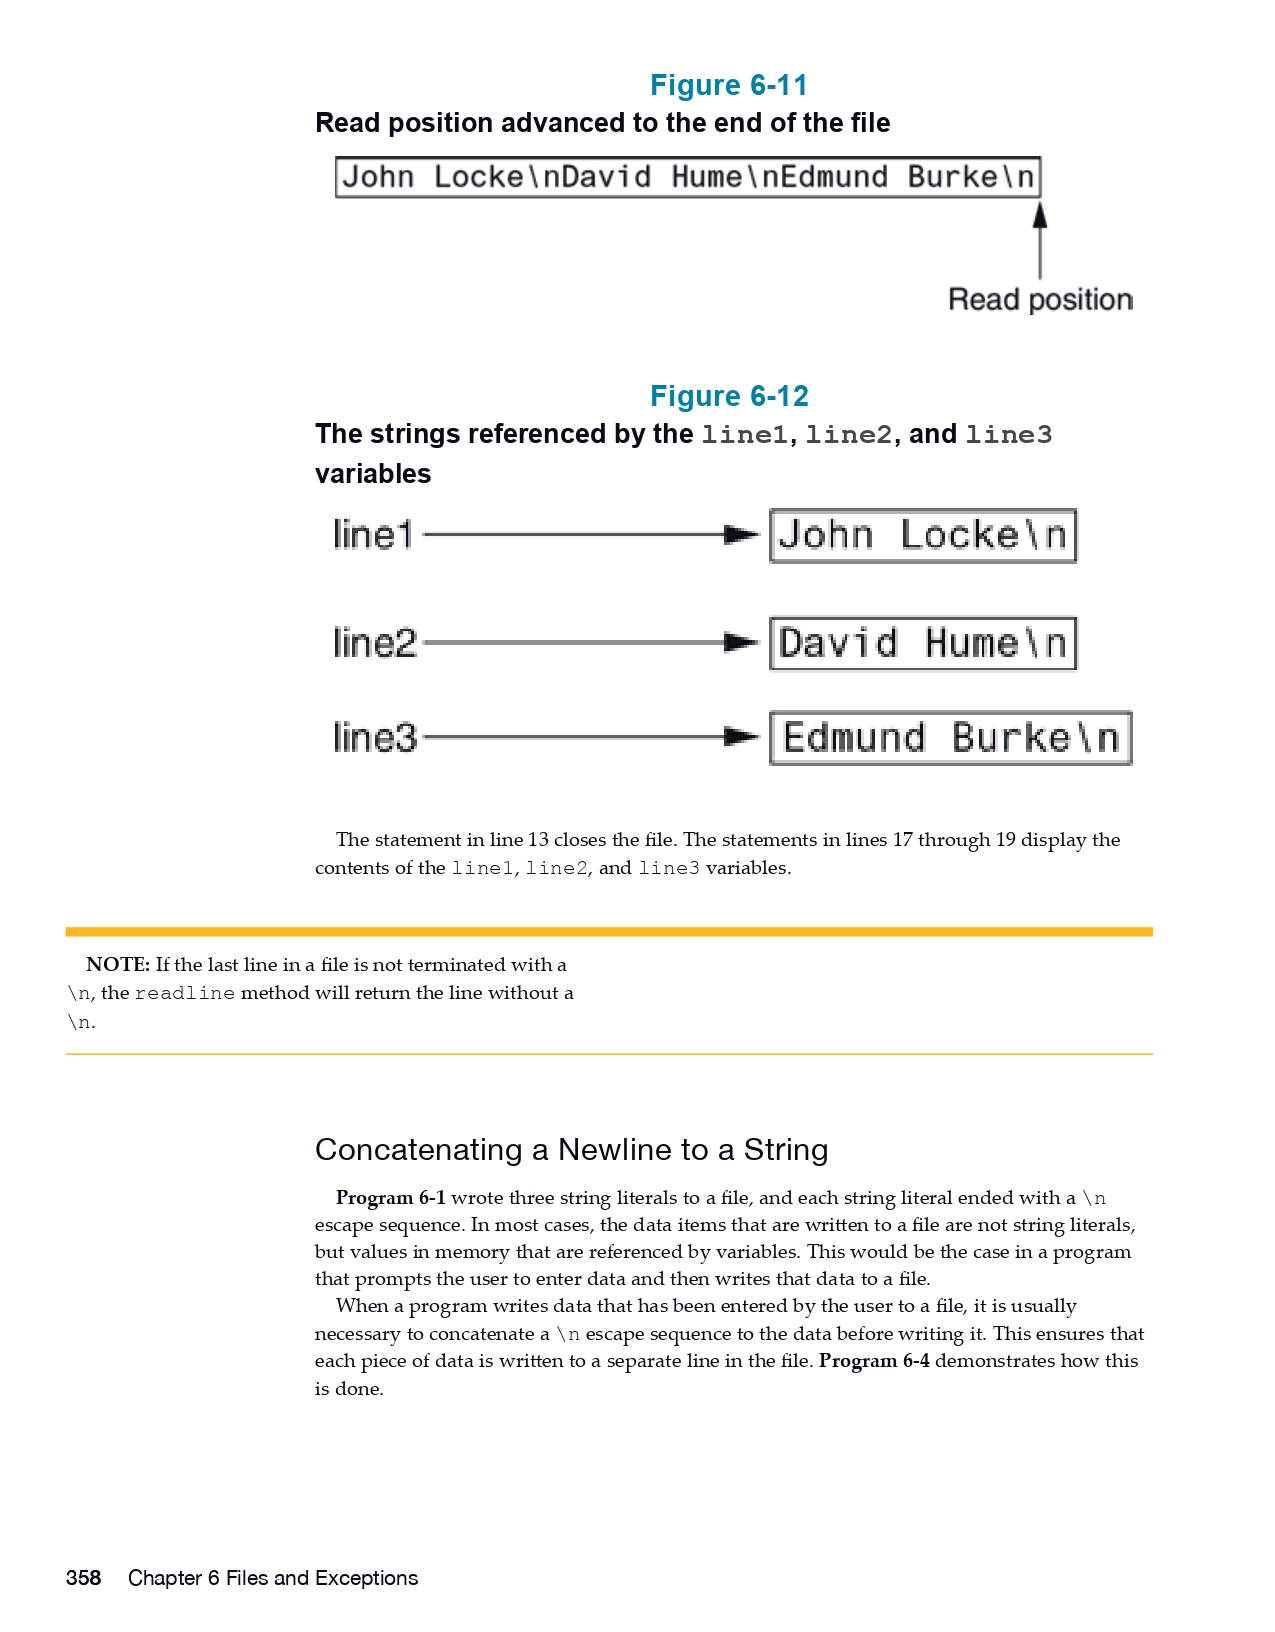 Figure 6-11
Read position advanced to the end of the file
John Locke\nDavid Hume\nEdmund Burke\n
Read position
Figure 6-12
The strings referenced by the line1, line2, and line3
variables
line1 John Locke\n
line2 David Hume\n
line3 Edmund Burke\n
The statement in line 13 closes the file. The statements in lines 17 through 19 display the
contents of the line1, line2, and line3 variables.
NOTE: If the last line in a file is not terminated with a
\n, the readline method will return the line without a
\n.
Concatenating a Newline to a String
Program 6-1 wrote three string literals to a file, and each string literal ended with a \n
escape sequence. In most cases, the data items that are written to a file are not string literals,
but values in memory that are referenced by variables. This would be the case in a program
that prompts the user to enter data and then writes that data to a file.
When a program writes data that has been entered by the user to a file, it is usually
necessary to concatenate a \n escape sequence to the data before writing it. This ensures that
each piece of data is written to a separate line in the file. Program 6-4 demonstrates how this
is done.
358 Chapter 6 Files and Exceptions